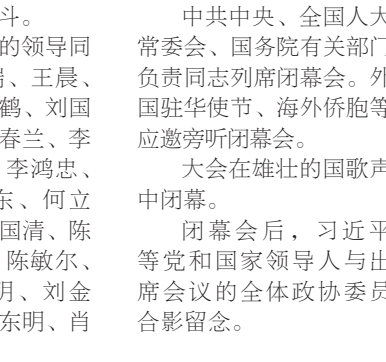 斗。
的领导同
、王晨、
鹤、刘国
春兰、李
李鸿忠、
东、何立
国清、陈
陈敏尔、
明、刘金
东明、肖
中共中央、全国人大
常委会、国务院有关部门
负责同志列席闭幕会。外
国驻华使节、海外侨胞等
应邀旁听闭幕会。
大会在雄壮的国歌声
中闭幕。
闭幕会后，习近平
等党和国家领导人与出
席会议的全体政协委员
合影留念。